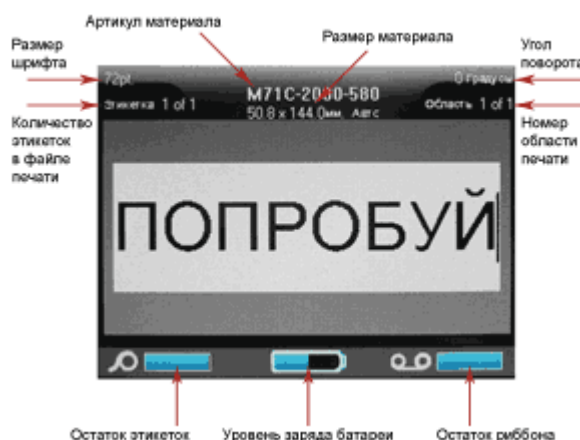 Артикул материала
Размер шрифта
Размер материала
Угол поворота
72pt.
0 градусы
M71C-2000-580
Этикетка 1 of 1
50.8 x 144.0мм, Авто
Область 1 of 1
Количество этикеток в файле печати
Номер области печати
ПОПРОБУЙ
Остаток этикеток
Уровень заряда батареи
Остаток риббона